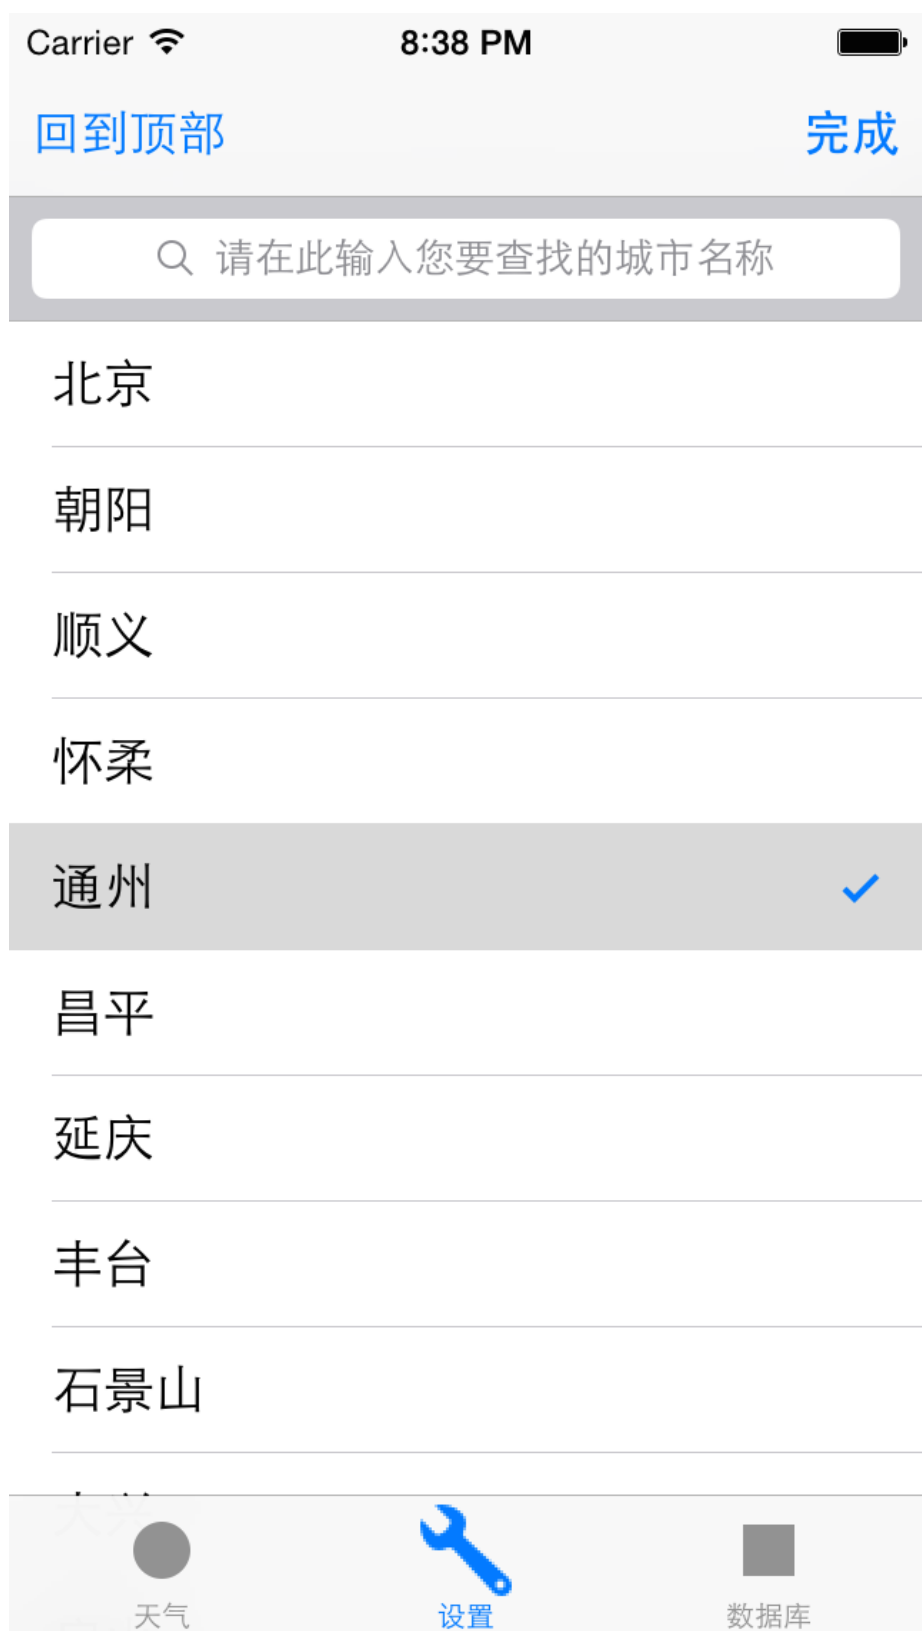 Carrier 8:38 PM
回到顶部 完成
请在此输入您要查找的城市名称
北京
朝阳
顺义
怀柔
通州
昌平
延庆
丰台
石景山
大兴
天气 设置 数据库